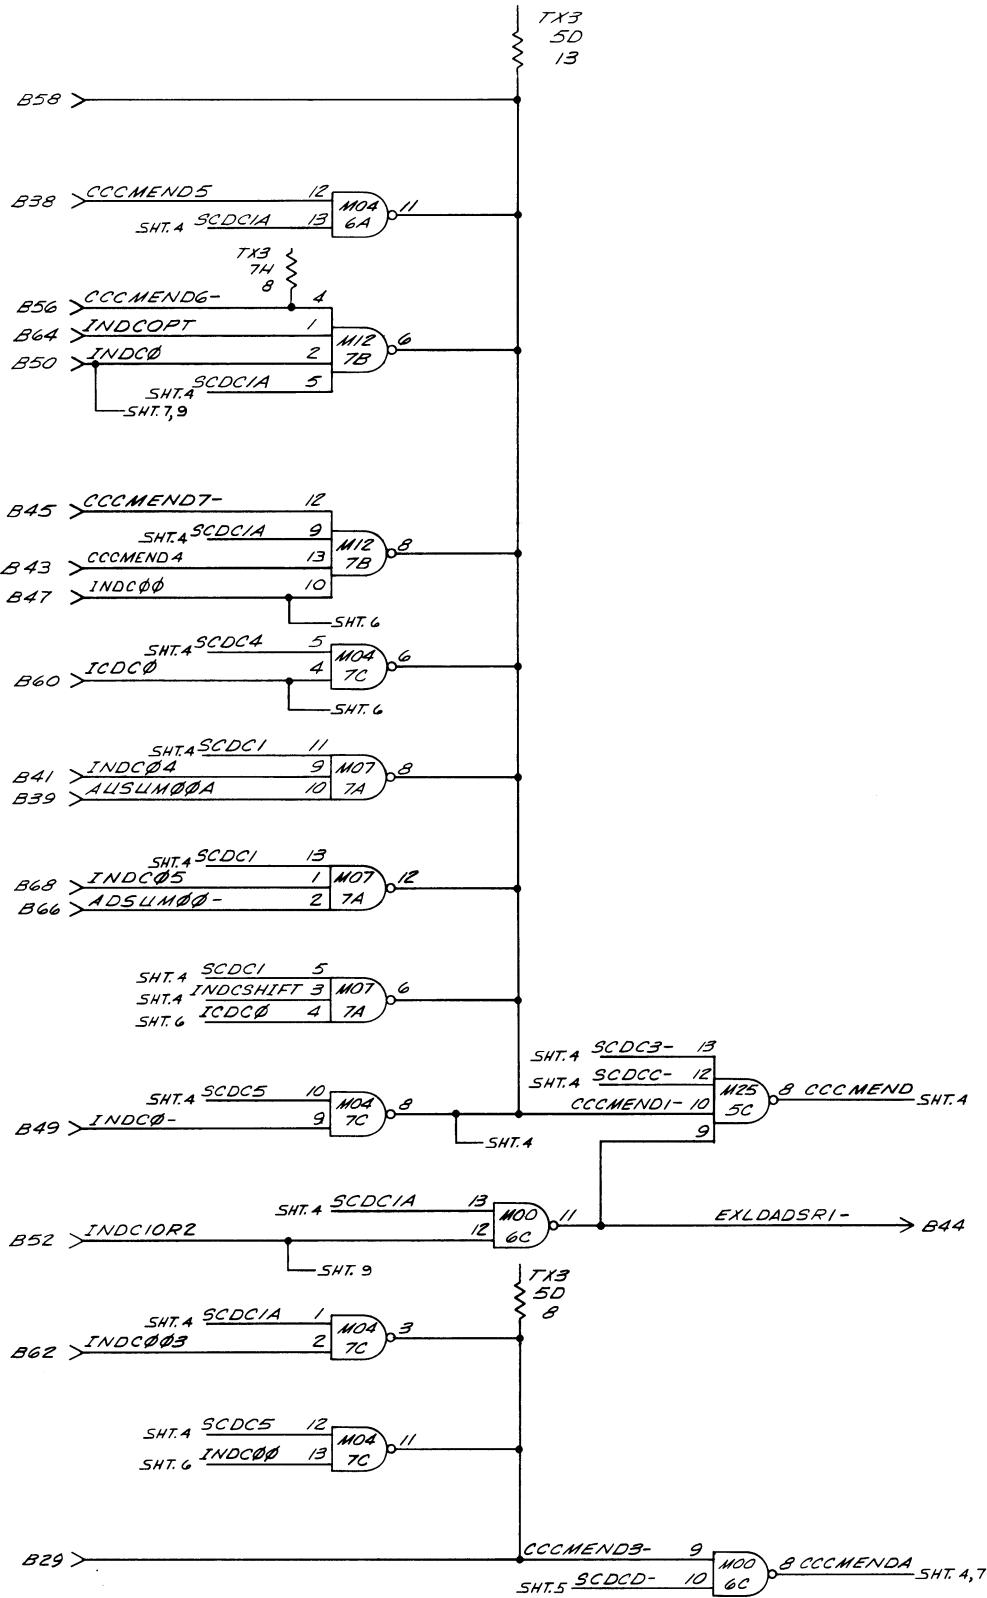 TX3
5D
13
B58
B38 CCCMEND5 12
SHT.4 SCDC1A 13
M04
6A
11
TX3
7H
8
B56 CCCMEND6- 4
B64 INDCOPT 1
B50 INDCØ 2
SHT.4 SCDC1A 5
SHT.7,9
M12
7B
6
B45 CCCMEND7- 12
SHT.4 SCDC1A 9
B43 CCCMEND4 13
B47 INDCØØ 10
SHT.6
M12
7B
8
SHT.4 SCDC4 5
B60 ICDCØ 4
SHT.6
M04
7C
6
SHT.4 SCDC1 11
B41 INDCØ4 9
B39 AUSUMØØA 10
M07
7A
8
SHT.4 SCDC1 13
B68 INDCØ5 1
B66 ADSUMØØ- 2
M07
7A
12
SHT.4 SCDC1 5
SHT.4 INDCSHIFT 3
SHT.6 ICDCØ 4
M07
7A
6
SHT.4 SCDC3- 13
SHT.4 SCDCC- 12
CCCMEND1- 10
9
M25
5C
8 CCCMEND SHT.4
SHT.4 SCDC5 10
B49 INDCØ- 9
M04
7C
8
SHT.4
SHT.4 SCDC1A 13
B52 INDC1OR2 12
SHT.9
M00
6C
11
EXLDADSR1- B44
TX3
5D
8
SHT.4 SCDC1A 1
B62 INDCØØ3 2
M04
7C
3
SHT.4 SCDC5 12
SHT.6 INDCØØ 13
M04
7C
11
B29 CCCMEND3- 9
SHT.5 SCDCD- 10
M00
6C
8 CCCMENDA SHT.4,7